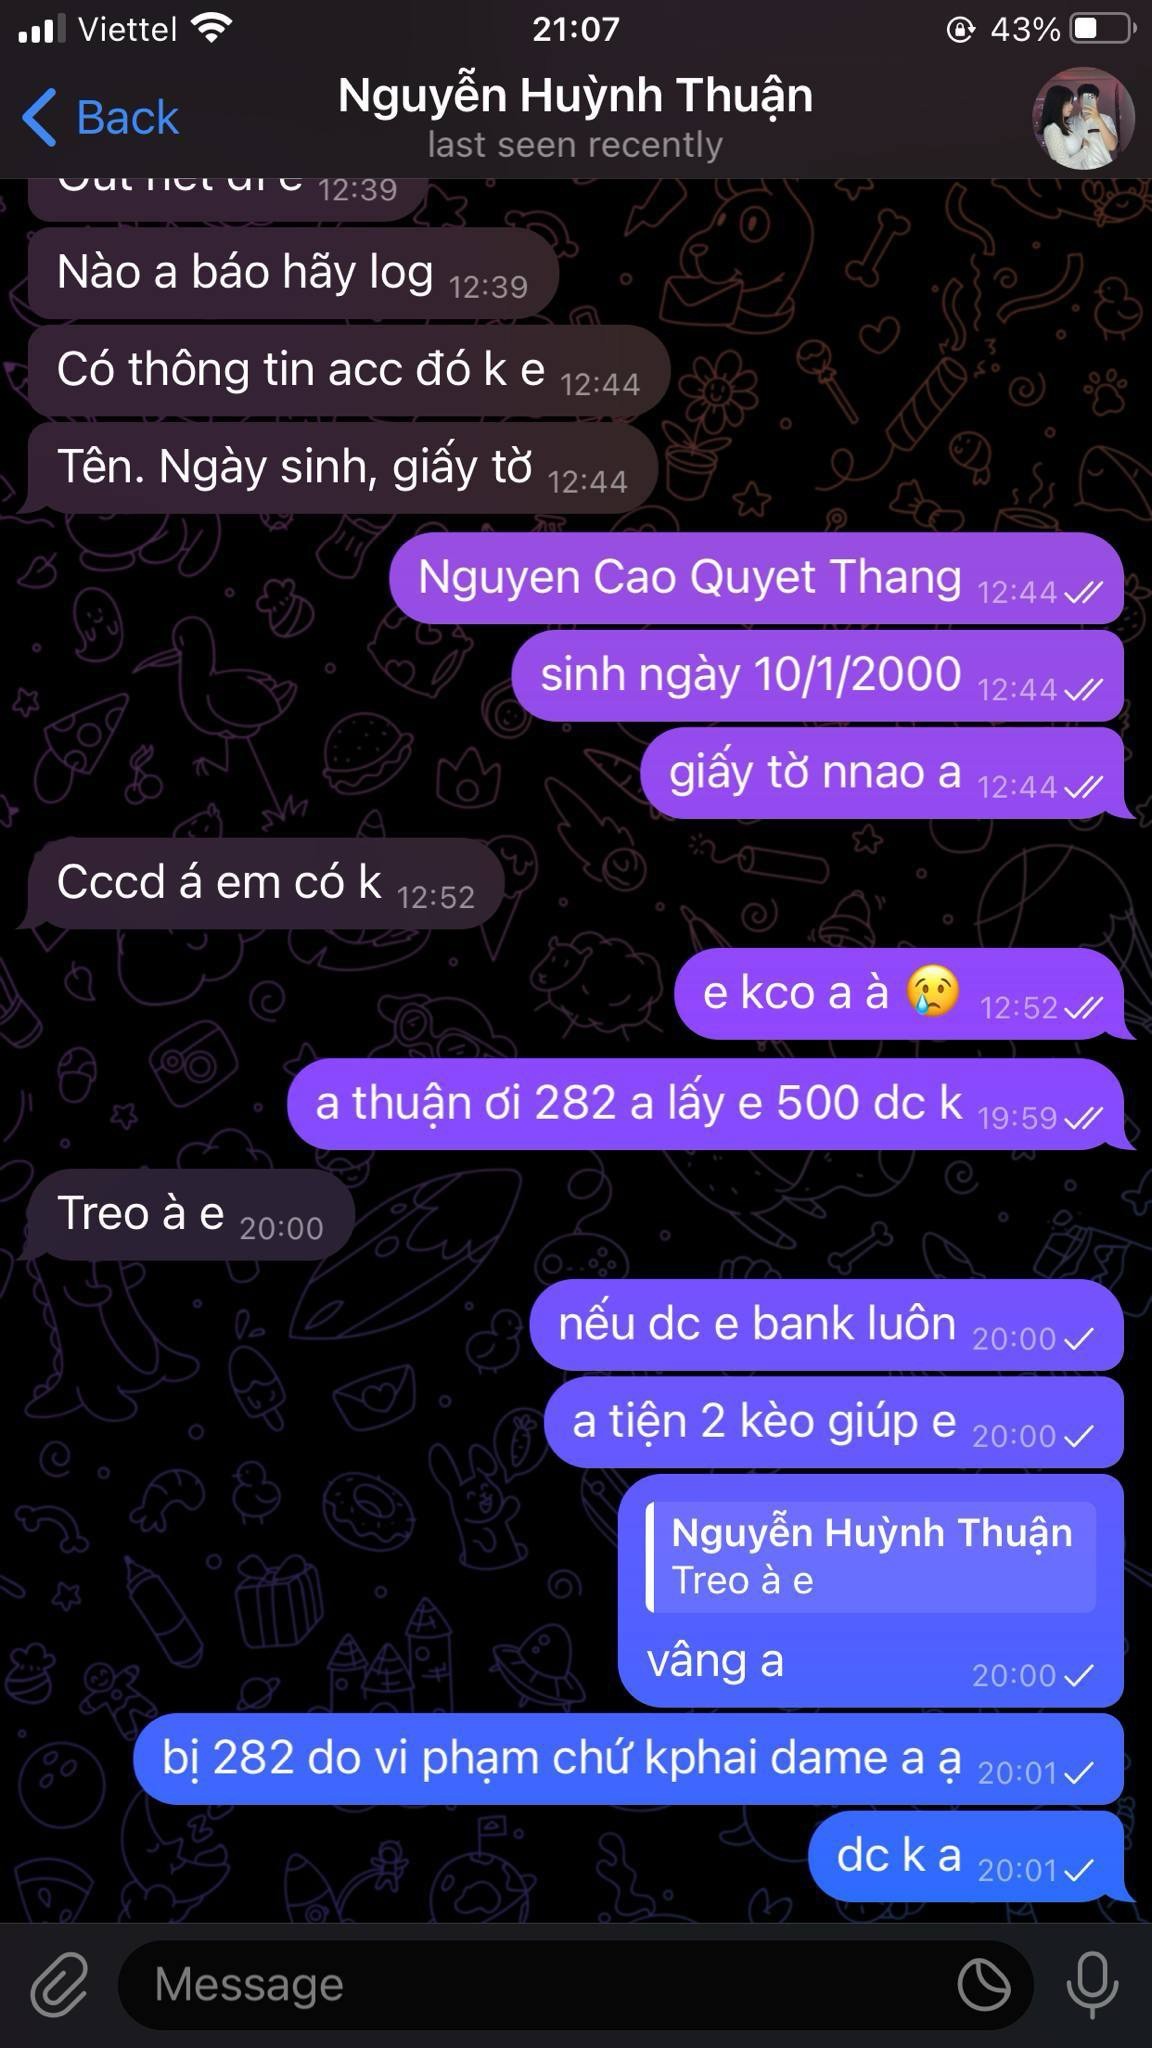 Viettel 21:07 43%
Back Nguyễn Huỳnh Thuận
last seen recently
12:39
Nào a báo hãy log 12:39
Có thông tin acc đó k e 12:44
Tên. Ngày sinh, giấy tờ 12:44
Nguyen Cao Quyet Thang 12:44
sinh ngày 10/1/2000 12:44
giấy tờ nnao a 12:44
Cccd á em có k 12:52
e kco a à 😢 12:52
a thuận ơi 282 a lấy e 500 dc k 19:59
Treo à e 20:00
nếu dc e bank luôn 20:00
a tiện 2 kèo giúp e 20:00
Nguyễn Huỳnh Thuận
Treo à e
vâng a 20:00
bị 282 do vi phạm chứ kphai dame a ạ 20:01
dc k a 20:01
Message